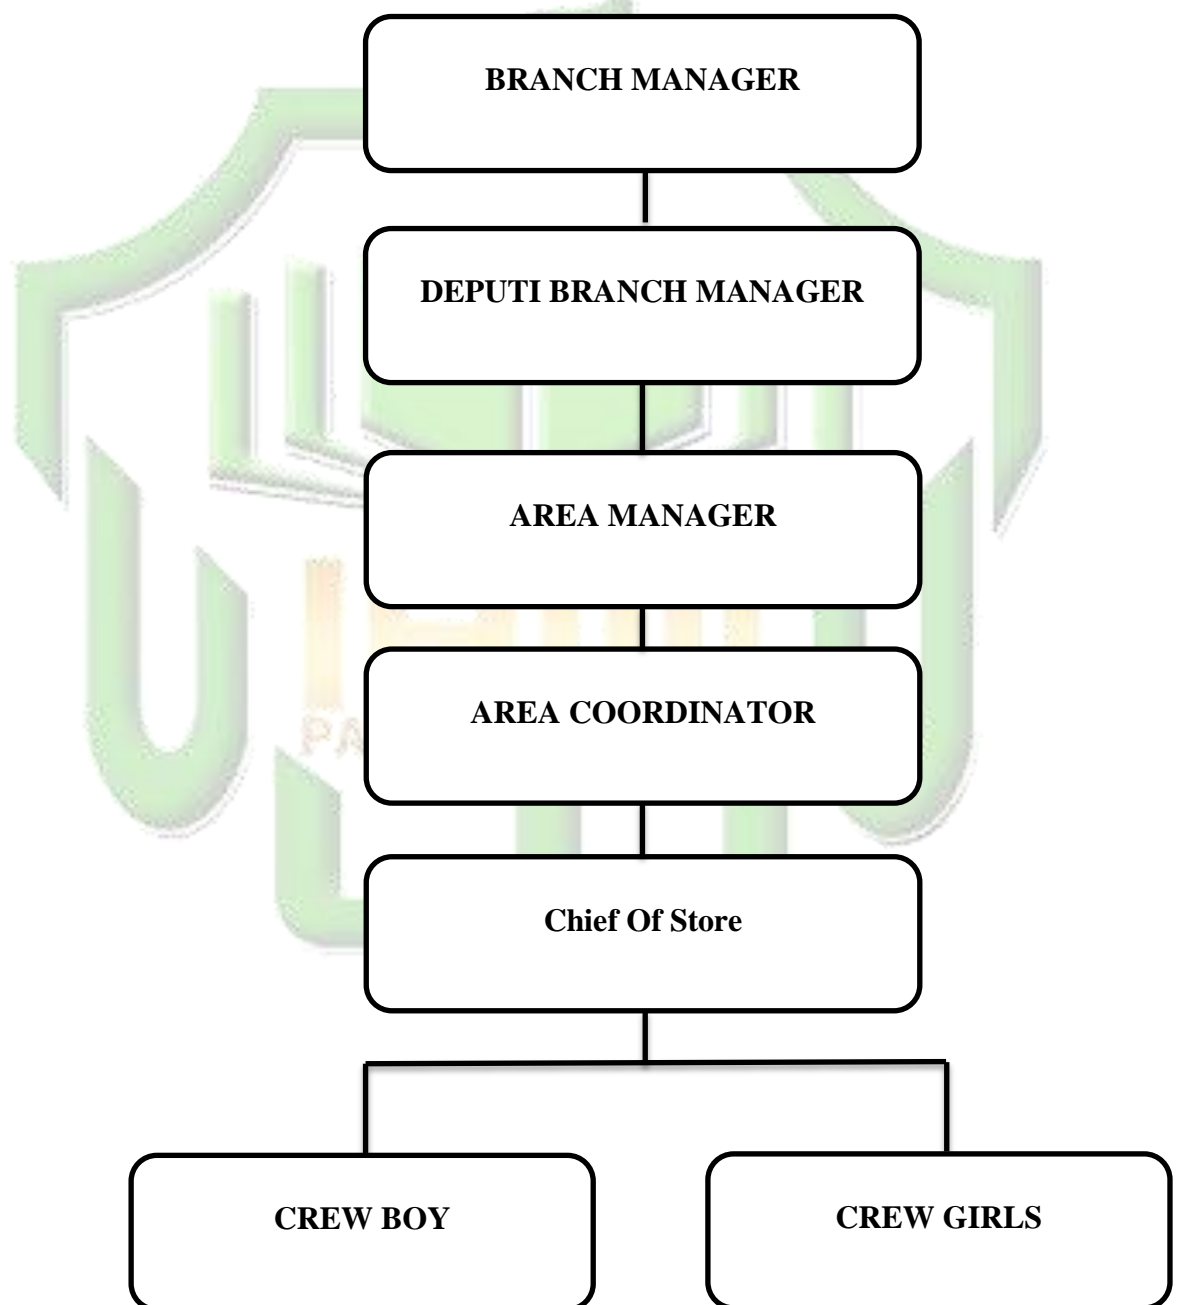 BRANCH MANAGER
DEPUTI BRANCH MANAGER
AREA MANAGER
AREA COORDINATOR
Chief Of Store
CREW BOY
CREW GIRLS